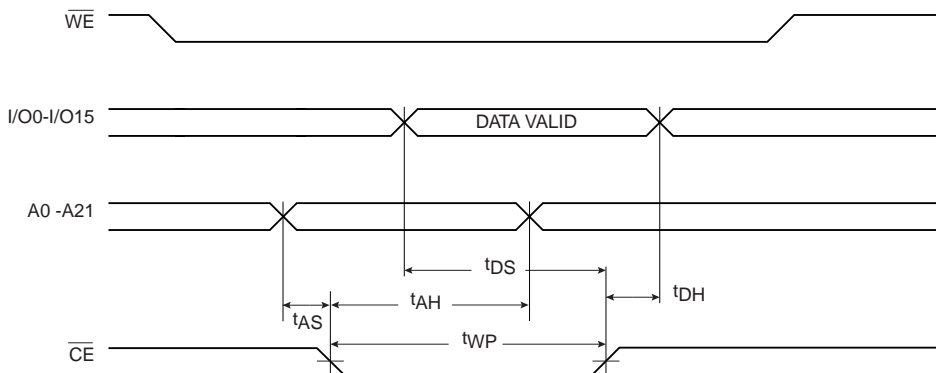 WE
I/O0-I/O15
DATA VALID
A0 -A21
tDS
tDH
tAH
tAS
tWP
CE